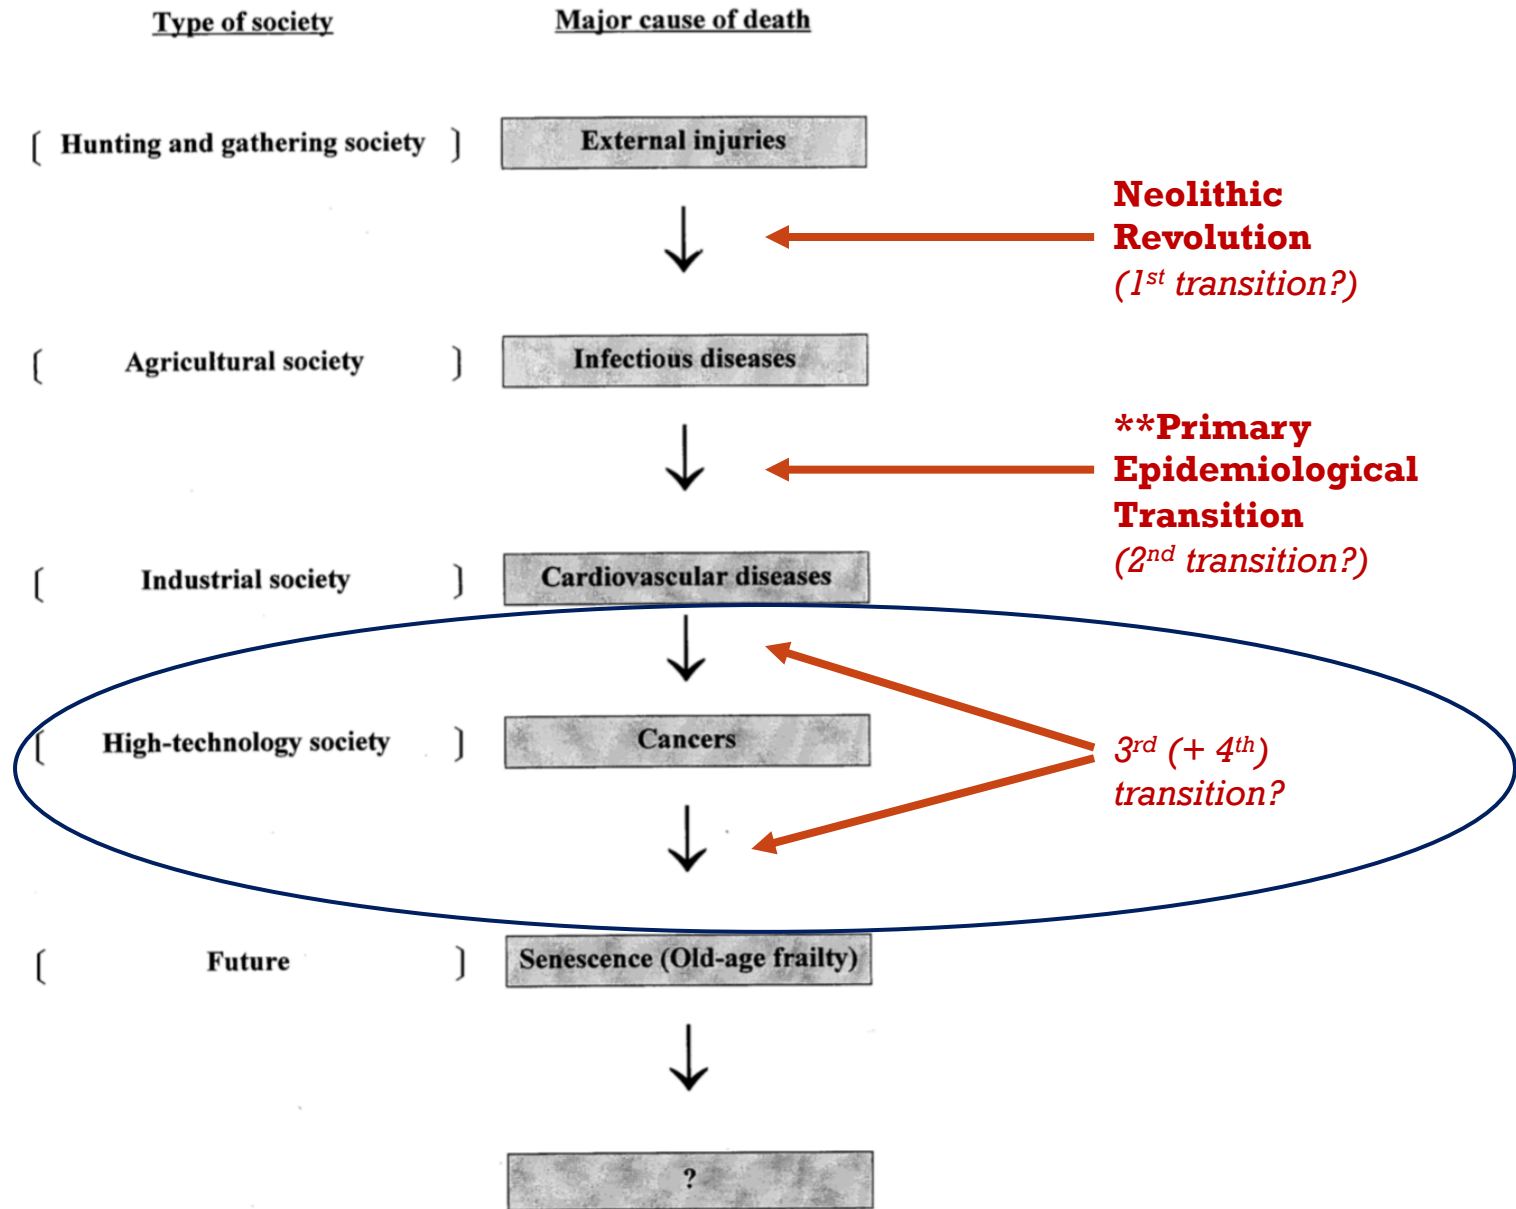 Type of society
Major cause of death
[ Hunting and gathering society ]
External injuries
Neolithic
Revolution
(1st transition?)
[ Agricultural society ]
Infectious diseases
**Primary
Epidemiological
Transition
(2nd transition?)
[ Industrial society ]
Cardiovascular diseases
[ High-technology society ]
Cancers
3rd (+ 4th)
transition?
[ Future ]
Senescence (Old-age frailty)
?